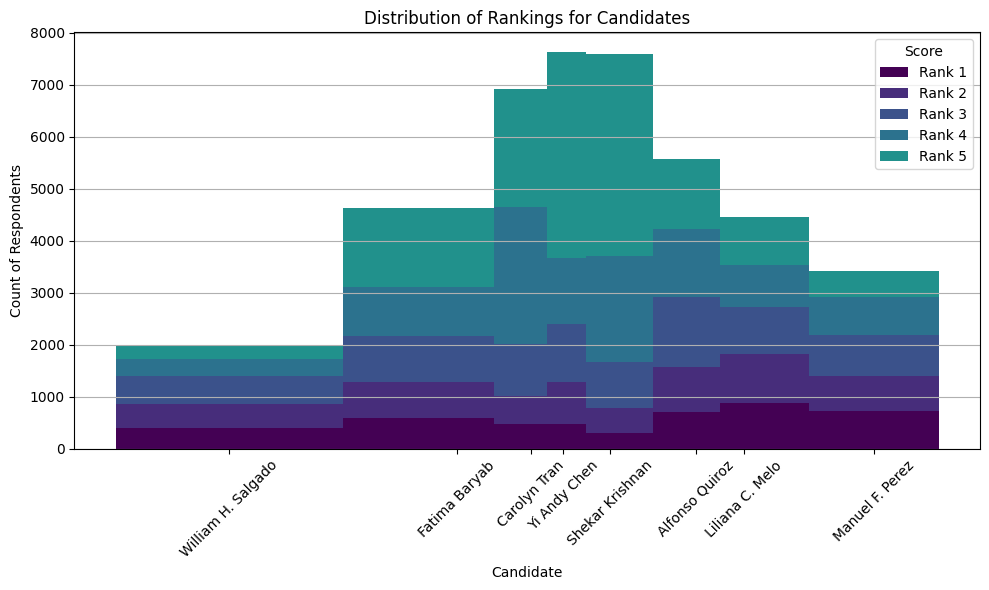 Distribution of Rankings for Candidates
Score
Rank 1
Rank 2
Rank 3
Rank 4
Rank 5
Count of Respondents
8000
7000
6000
5000
4000
3000
2000
1000
0
William H. Salgado
Fatima Baryab
Carolyn Tran
Yi Andy Chen
Shekar Krishnan
Alfonso Quiroz
Liliana C. Melo
Manuel F. Perez
Candidate